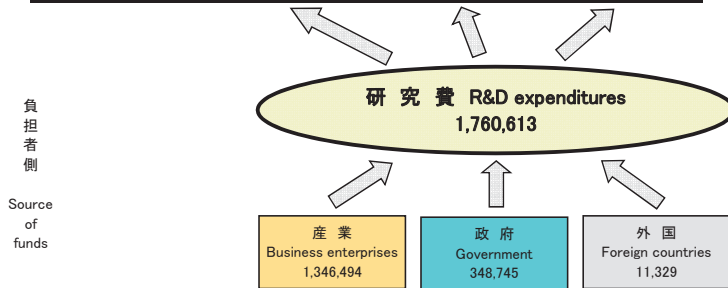 研 究 費 R&D expenditures
1,760,613
負
担
者
側
Source
of
funds
産 業
Business enterprises
1,346,494
政 府
Government
348,745
外 国
Foreign countries
11,329